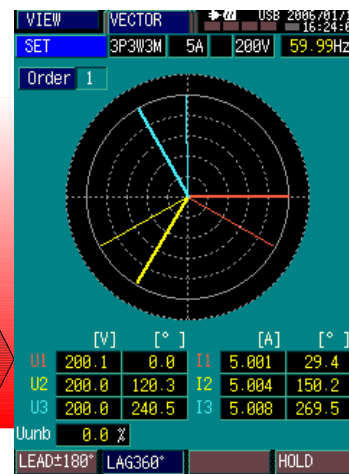 VIEW VECTOR USB 2006/01/1
16:24:6
SET 3P3W3M 5A 200V 59.99Hz
Order 1
[V] [°] [A] [°]
U1 200.1 0.0 I1 5.001 29.4
U2 200.0 120.3 I2 5.004 150.2
U3 200.0 240.5 I3 5.008 269.5
Uunb 0.0 %
LEAD±180° LAG360° HOLD